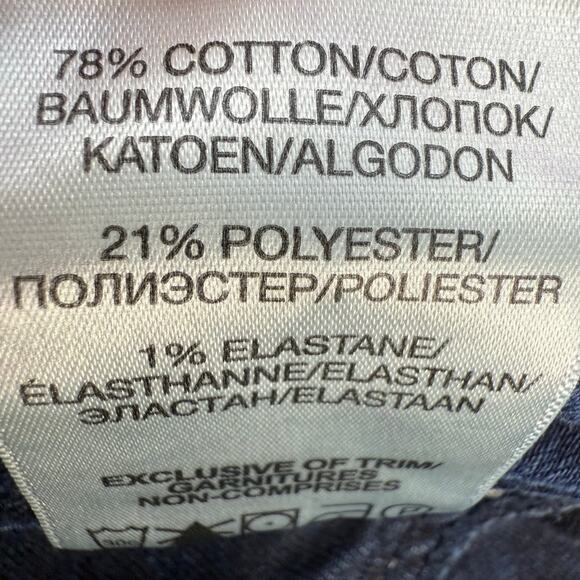 78% COTTON/COTON/
BAUMWOLLE/ХЛОПОК/
KATOEN/ALGODON
21% POLYESTER/
ПОЛИЭСТЕР/POLIESTER
1% ELASTANE/
ÉLASTHANNE/ELASTHAN/
ЭЛАСТАН/ELASTAAN
EXCLUSIVE OF TRIM/
GARNITURES
NON-COMPRISES